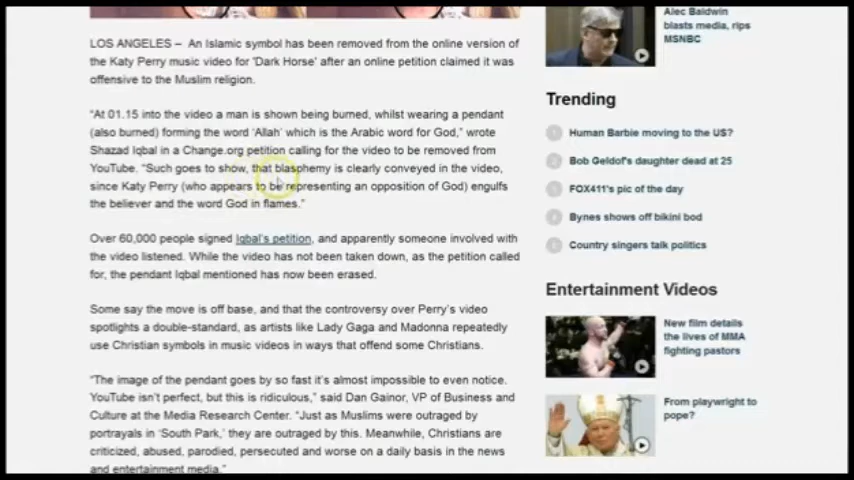 LOS ANGELES – An Islamic symbol has been removed from the online version of
the Katy Perry music video for 'Dark Horse' after an online petition claimed it was
offensive to the Muslim religion.
“At 01.15 into the video a man is shown being burned, whilst wearing a pendant
(also burned) forming the word ‘Allah’ which is the Arabic word for God,” wrote
Shazad Iqbal in a Change.org petition calling for the video to be removed from
YouTube. “Such goes to show, that blasphemy is clearly conveyed in the video,
since Katy Perry (who appears to be representing an opposition of God) engulfs
the believer and the word God in flames.”
Over 60,000 people signed Iqbal's petition, and apparently someone involved with
the video listened. While the video has not been taken down, as the petition called
for, the pendant Iqbal mentioned has now been erased.
Some say the move is off base, and that the controversy over Perry’s video
spotlights a double-standard, as artists like Lady Gaga and Madonna repeatedly
use Christian symbols in music videos in ways that offend some Christians.
“The image of the pendant goes by so fast it’s almost impossible to even notice.
YouTube isn’t perfect, but this is ridiculous,” said Dan Gainor, VP of Business and
Culture at the Media Research Center. “Just as Muslims were outraged by
portrayals in ‘South Park,’ they are outraged by this. Meanwhile, Christians are
criticized, abused, parodied, persecuted and worse on a daily basis in the news
and entertainment media.”
Alec Baldwin
blasts media, rips
MSNBC
Trending
1 Human Barbie moving to the US?
2 Bob Geldof's daughter dead at 25
3 FOX411's pic of the day
4 Bynes shows off bikini bod
5 Country singers talk politics
Entertainment Videos
New film details
the lives of MMA
fighting pastors
From playwright to
pope?